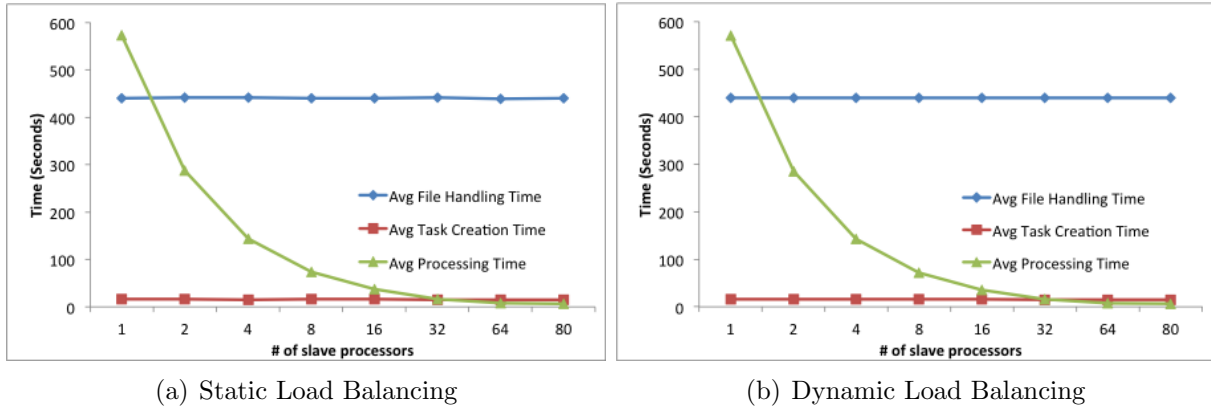 600
500
400
300
200
100
0
Time (Seconds)
Avg File Handling Time
Avg Task Creation Time
Avg Processing Time
1 2 4 8 16 32 64 80
# of slave processors
(a) Static Load Balancing
600
500
400
300
200
100
0
Time (Seconds)
Avg File Handling Time
Avg Task Creation Time
Avg Processing Time
1 2 4 8 16 32 64 80
# of slave processors
(b) Dynamic Load Balancing